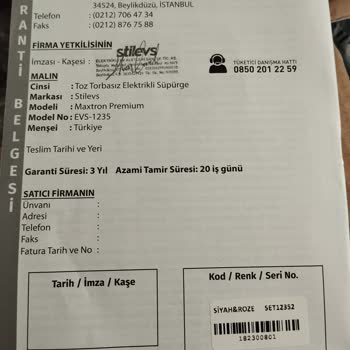 34524, Beylikdüzü, İSTANBUL
Telefon : (0212) 706 47 34
Faks : (0212) 876 75 88
RANTİ BELGESİ
FİRMA YETKİLİSİNİN
İmzası - Kaşesi :
stilevs
TÜKETİCİ DANIŞMA HATTI
0850 201 22 59
MALIN
Cinsi : Toz Torbasız Elektrikli Süpürge
Markası : Stilevs
Modeli : Maxtron Premium
Model No : EVS-1235
Menşei : Türkiye
Teslim Tarihi ve Yeri
Garanti Süresi: 3 Yıl Azami Tamir Süresi: 20 iş günü
SATICI FİRMANIN
Ünvanı :
Adresi :
Telefon :
Faks :
Fatura Tarih ve No :
Tarih / İmza / Kaşe
Kod / Renk / Seri No.
SİYAH&ROZE SET12352
182300801